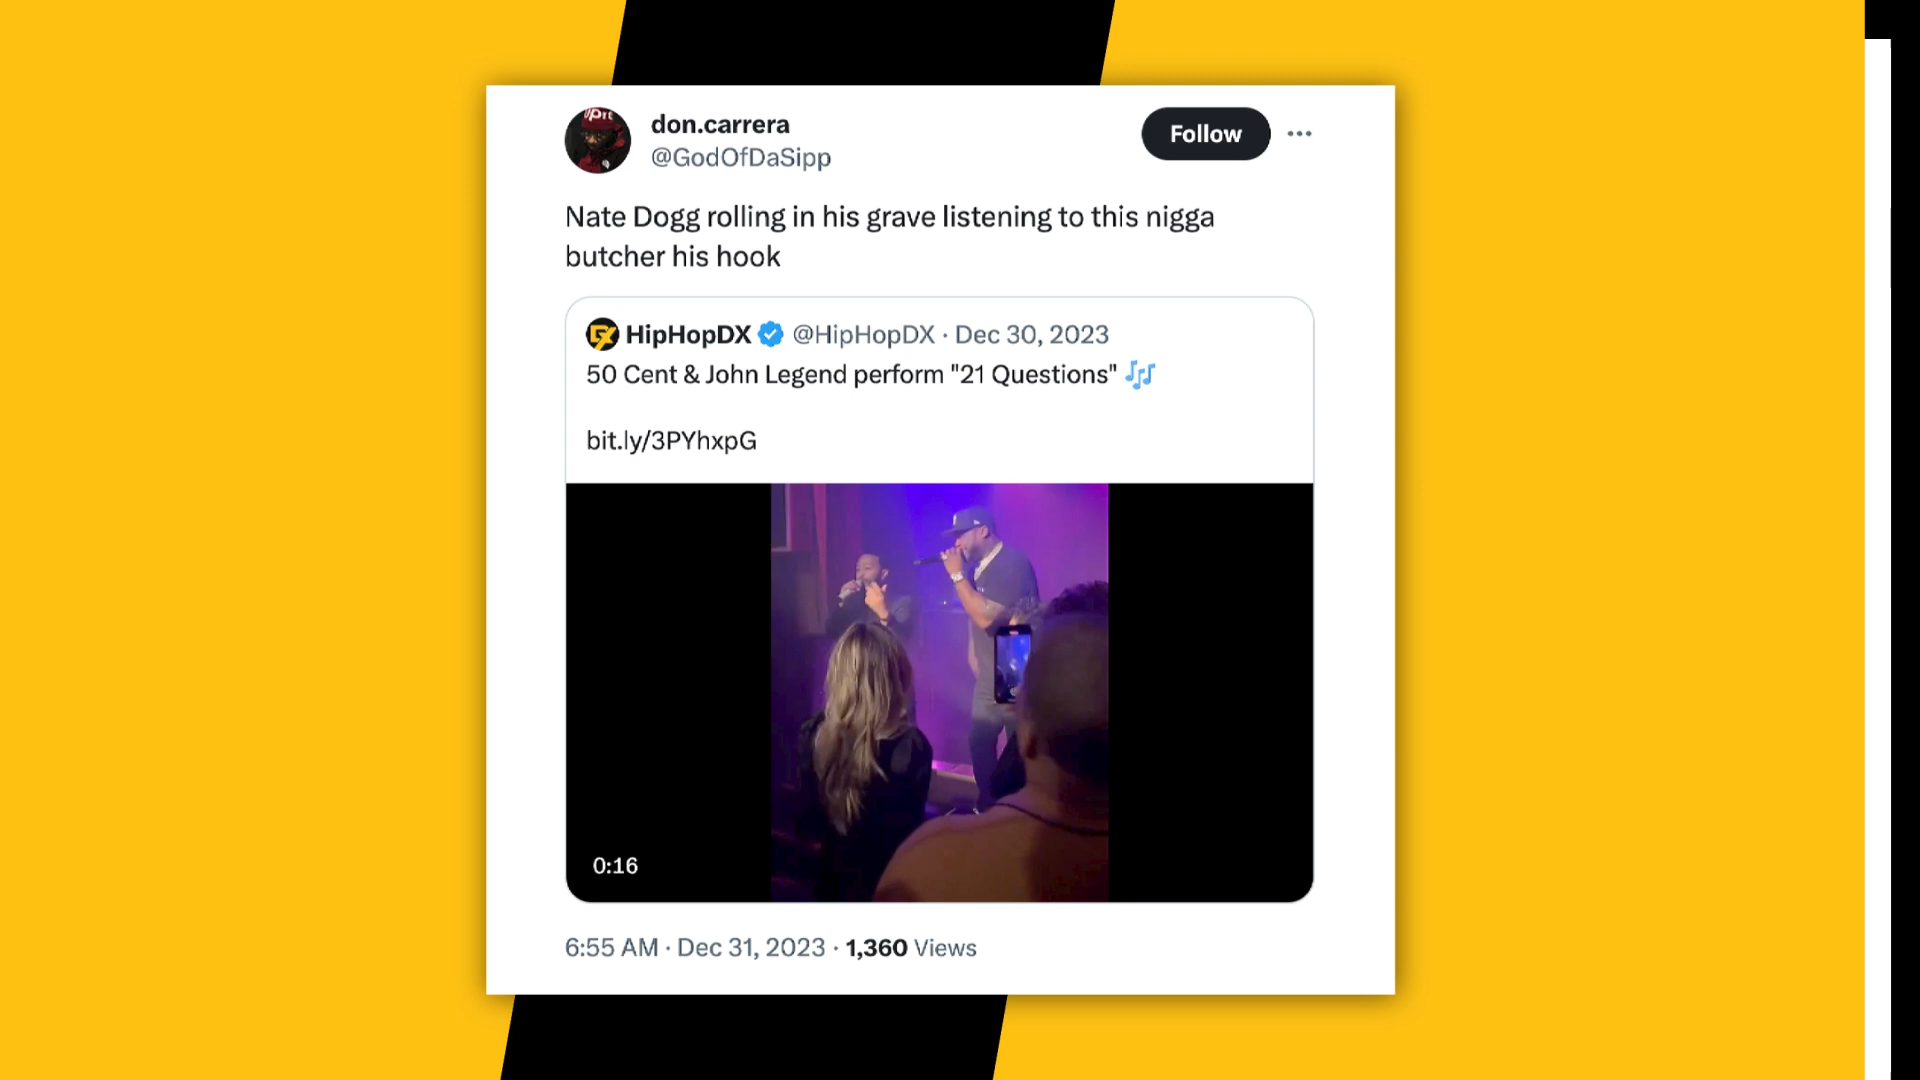 don.carrera
@GodOfDaSipp
Follow
Nate Dogg rolling in his grave listening to this nigga
butcher his hook
HipHopDX @HipHopDX · Dec 30, 2023
50 Cent & John Legend perform "21 Questions" 🎶
bit.ly/3PYhxpG
0:16
6:55 AM · Dec 31, 2023 · 1,360 Views